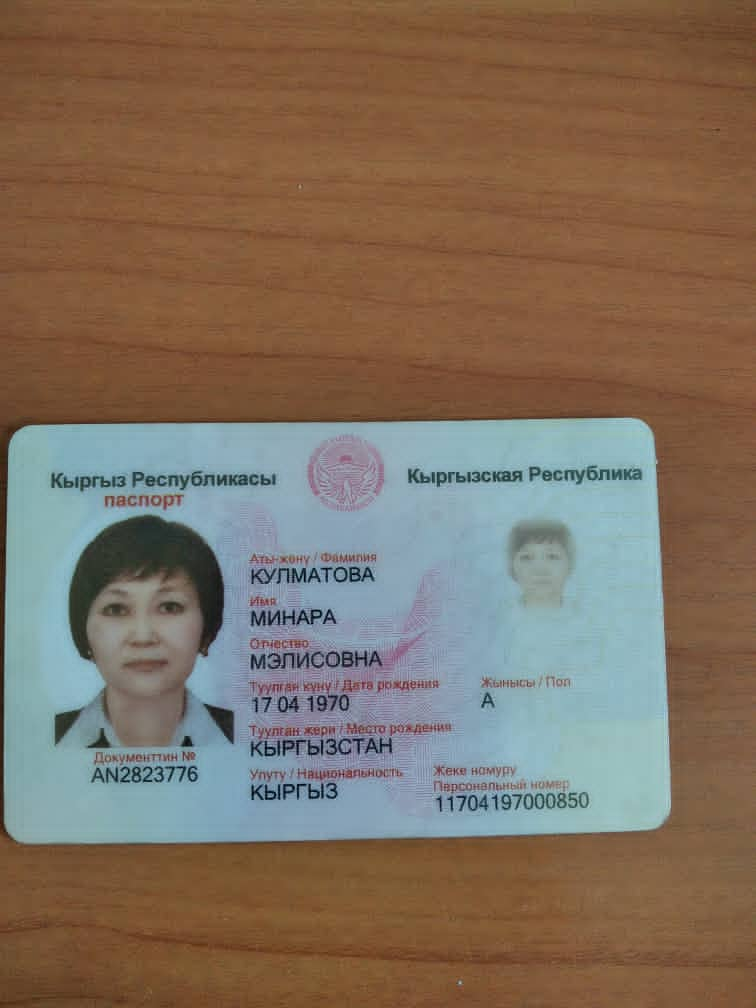 Кыргыз Республикасы
паспорт
Кыргызская Республика
Аты-жөнү / Фамилия
КУЛМАТОВА
Имя
МИНАРА
Отчество
МЭЛИСОВНА
Туулган күнү / Дата рождения
17 04 1970
Жынысы / Пол
А
Туулган жери / Место рождения
КЫРГЫЗСТАН
Документтин №
AN2823776
Улуту / Национальность
КЫРГЫЗ
Жеке номуру
Персональный номер
11704197000850